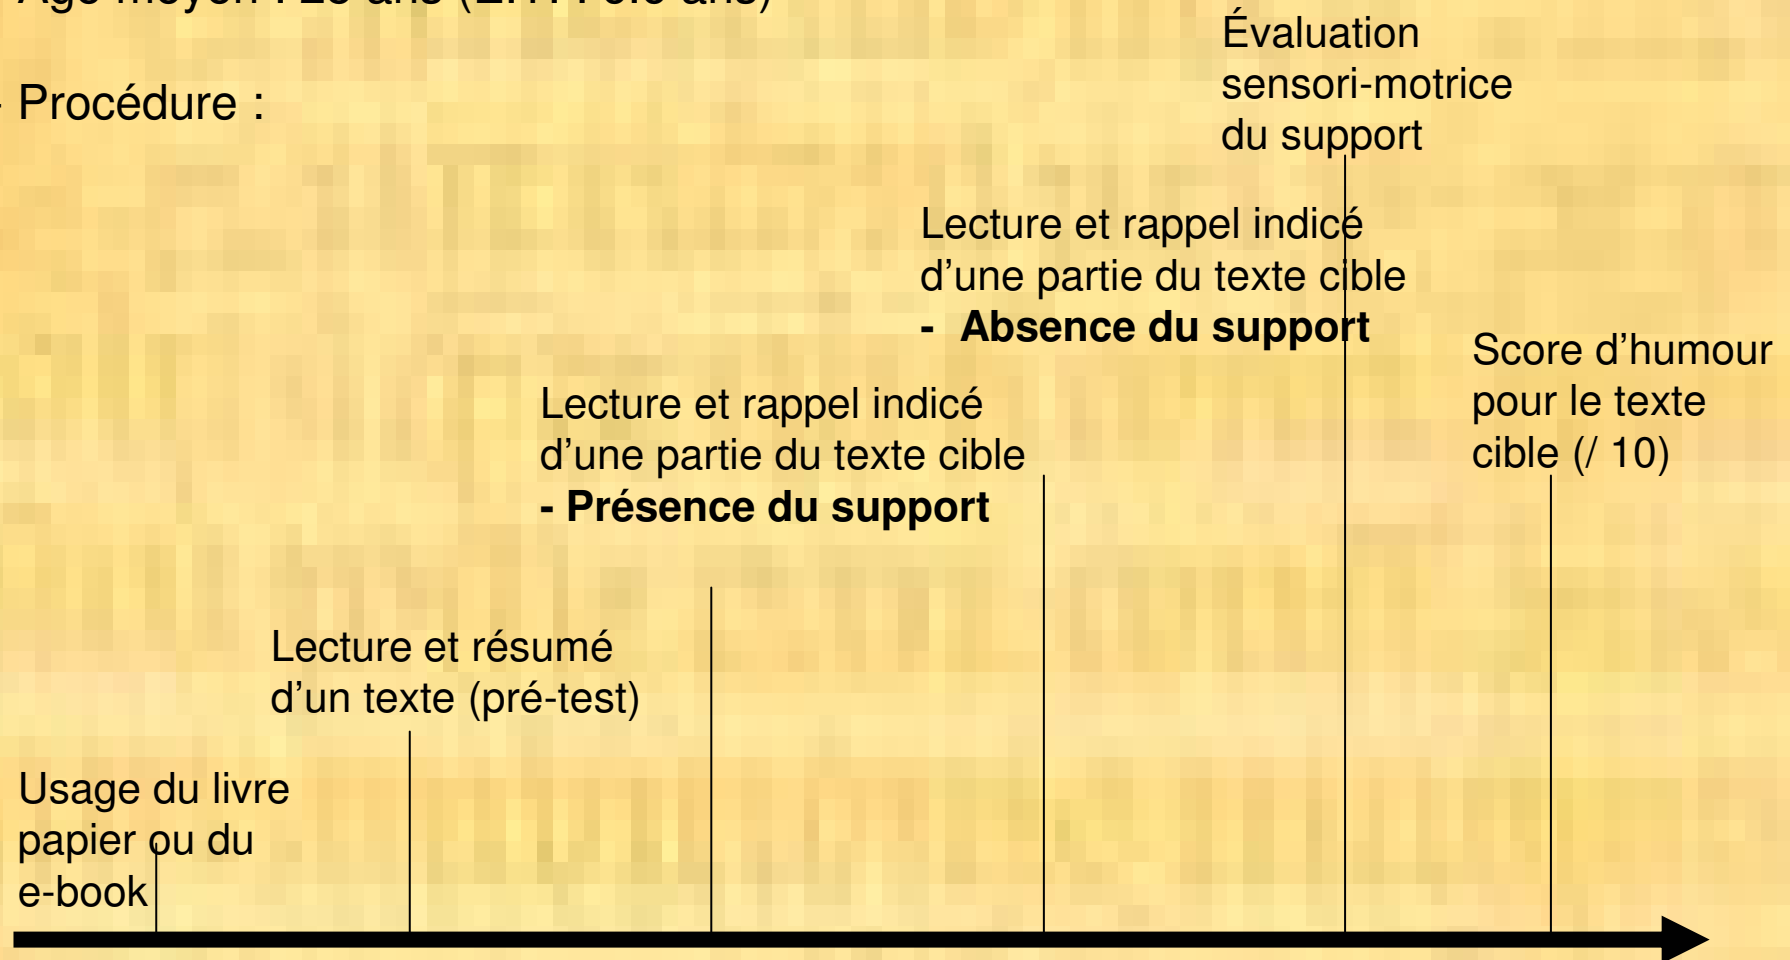 - Procédure :
Évaluation
sensori-motrice
du support
Lecture et rappel indicé
d'une partie du texte cible
- Absence du support
Score d'humour
pour le texte
cible (/ 10)
Lecture et rappel indicé
d'une partie du texte cible
- Présence du support
Lecture et résumé
d'un texte (pré-test)
Usage du livre
papier ou du
e-book